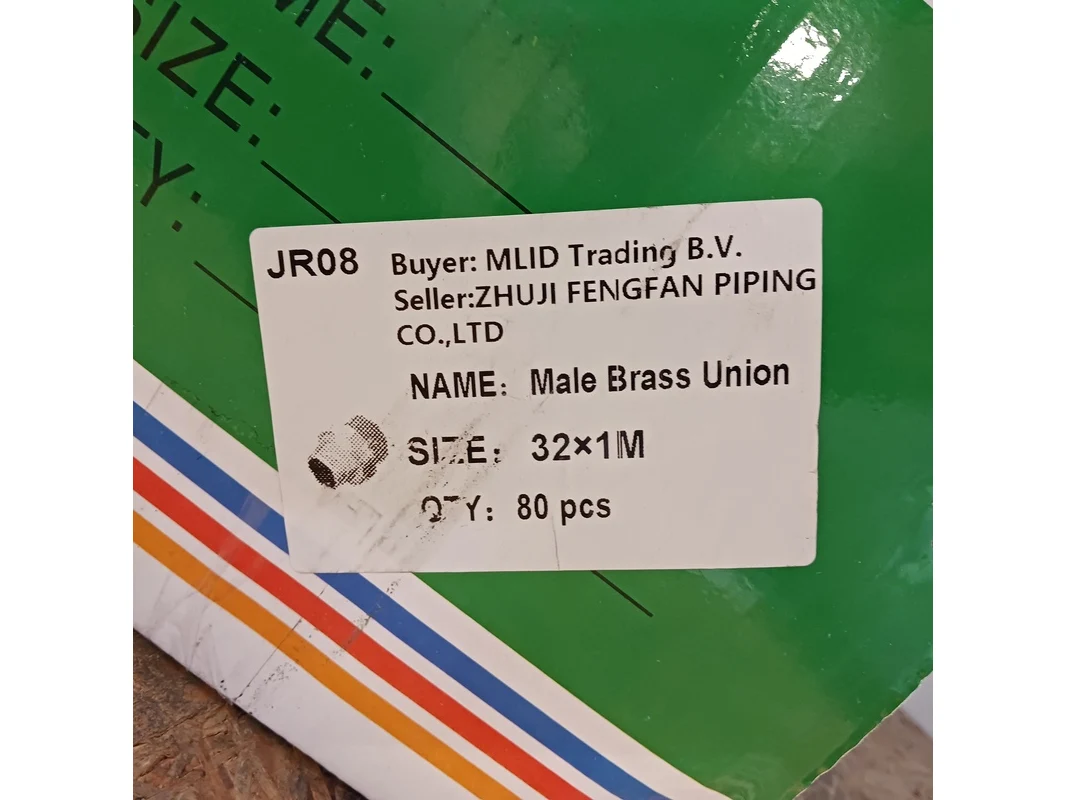 ME:
SIZE:
TY:
JR08
Buyer: MLID Trading B.V.
Seller:ZHUJI FENGFAN PIPING
CO.,LTD
NAME: Male Brass Union
SIZE: 32×1M
QTY: 80 pcs